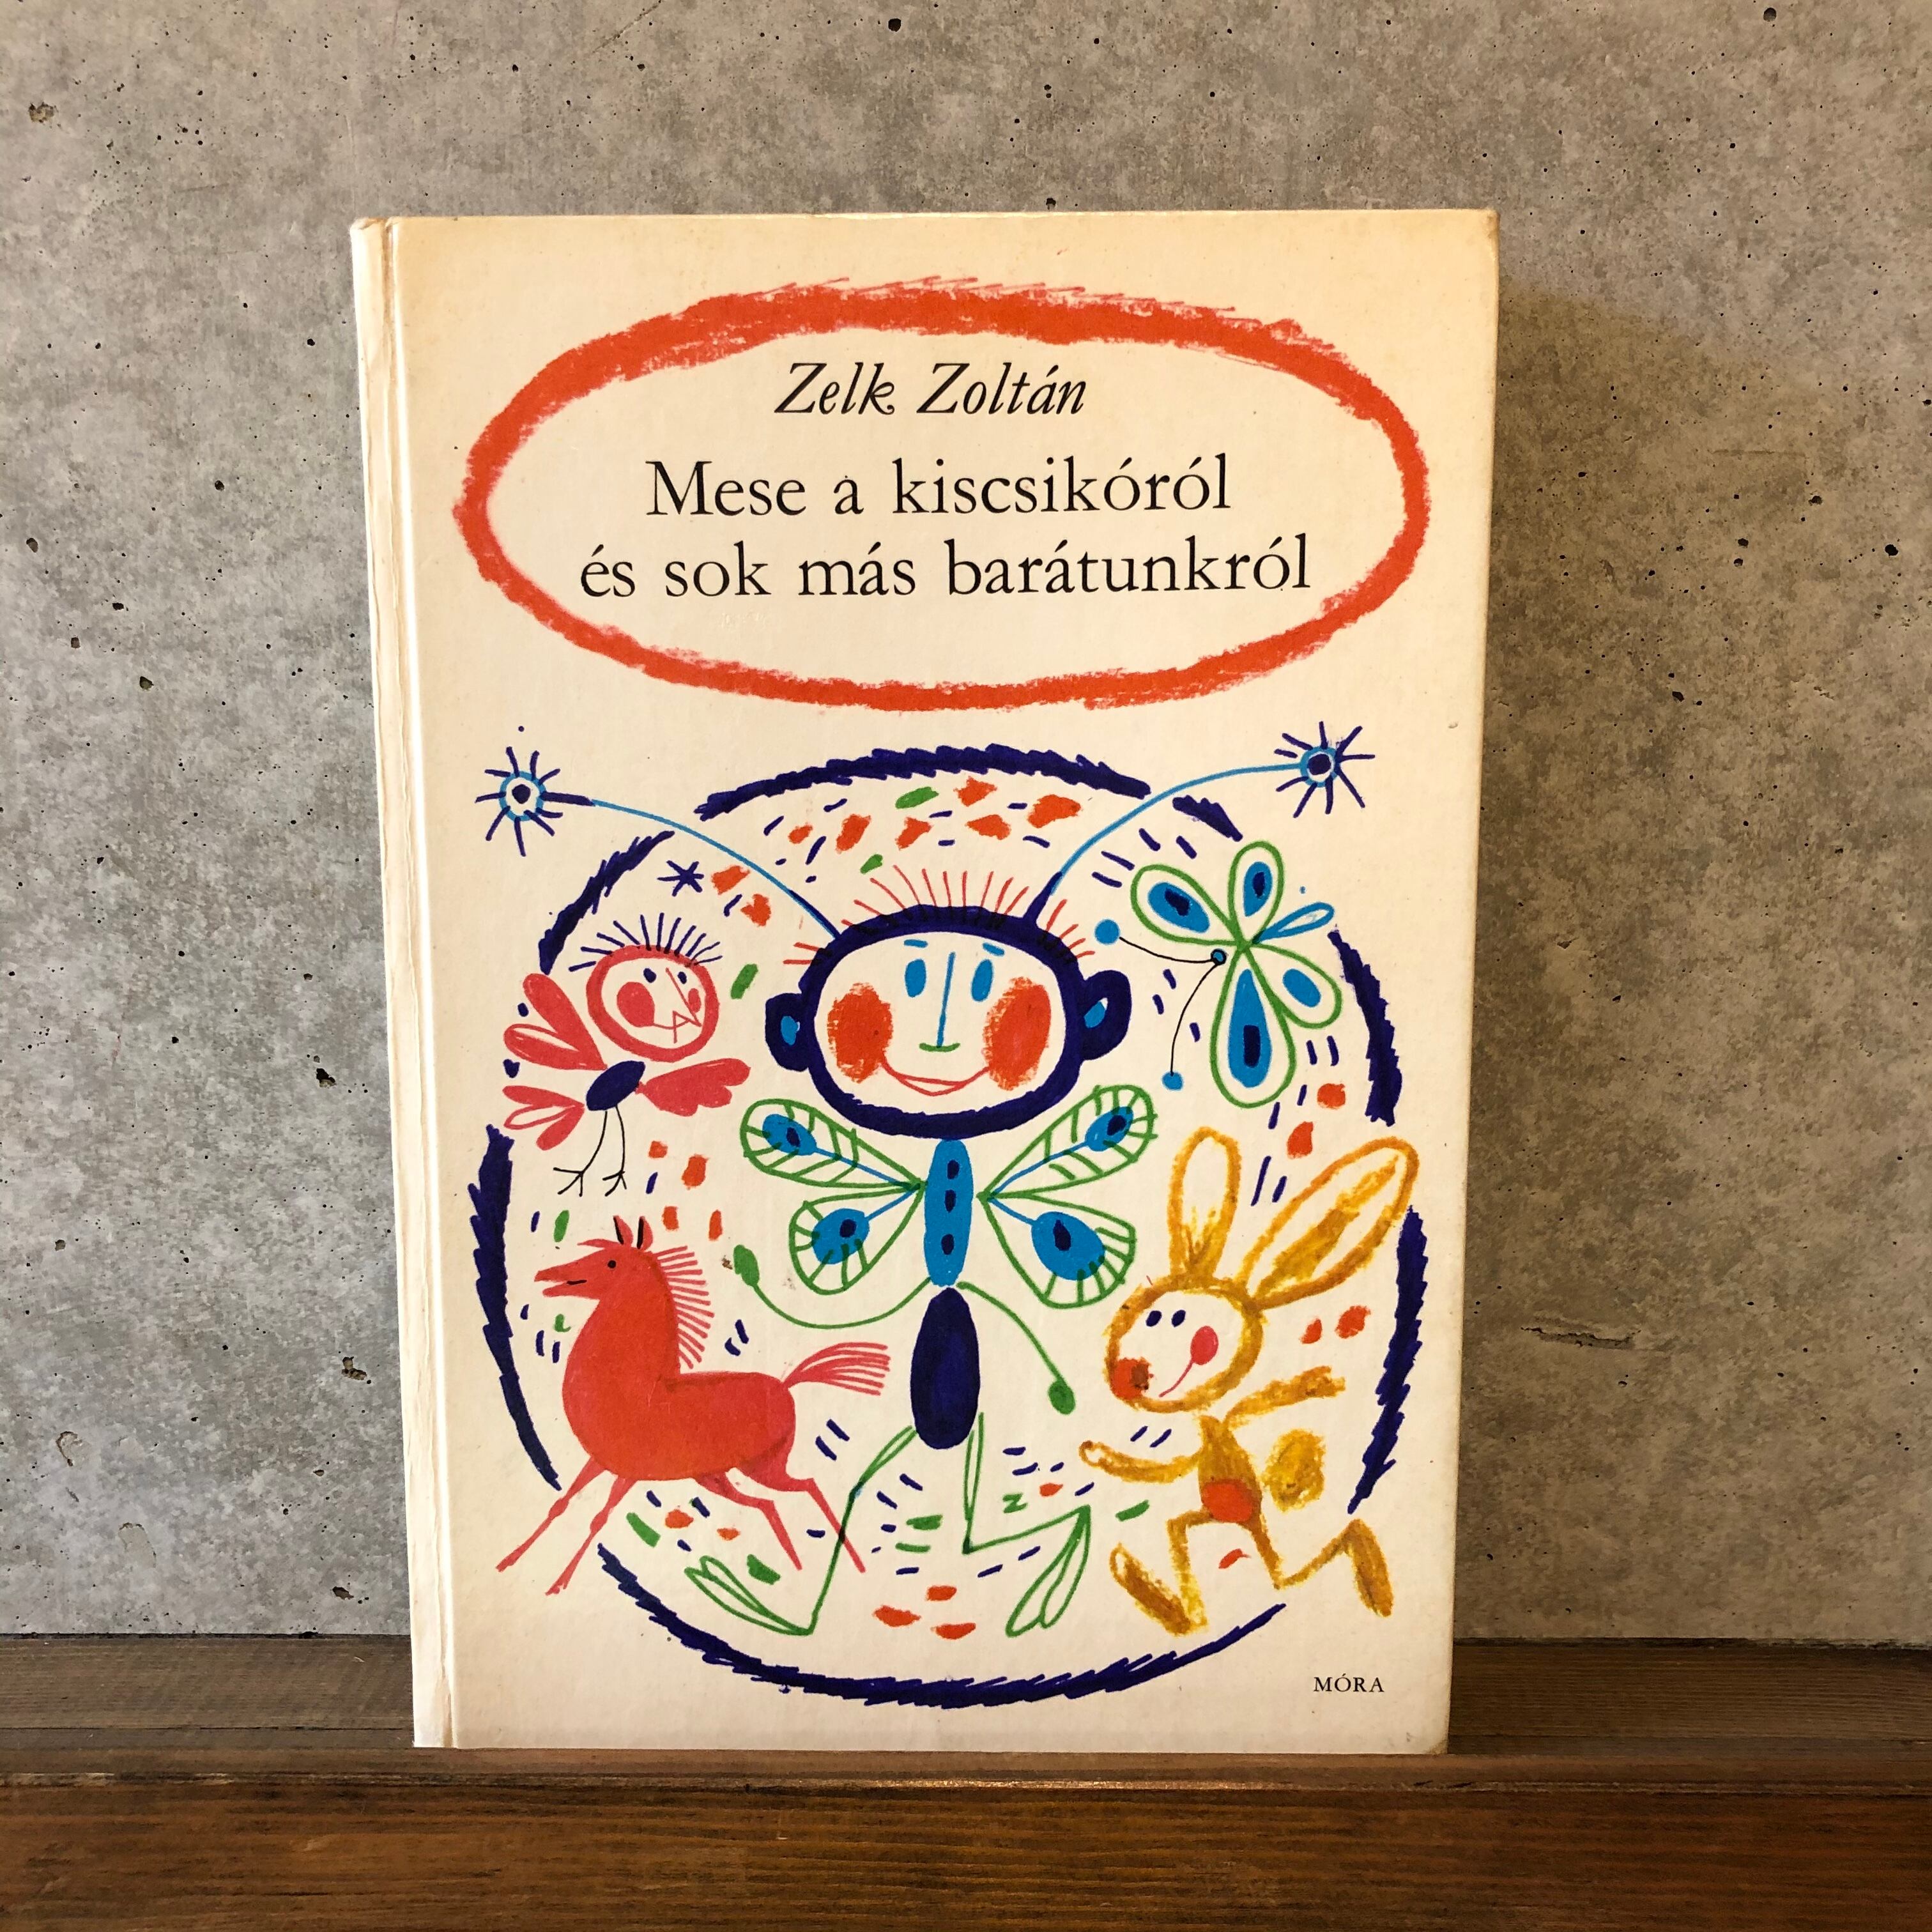 Zelk Zoltán
Mese a kiscsikóról
és sok más barátunkról
MÓRA